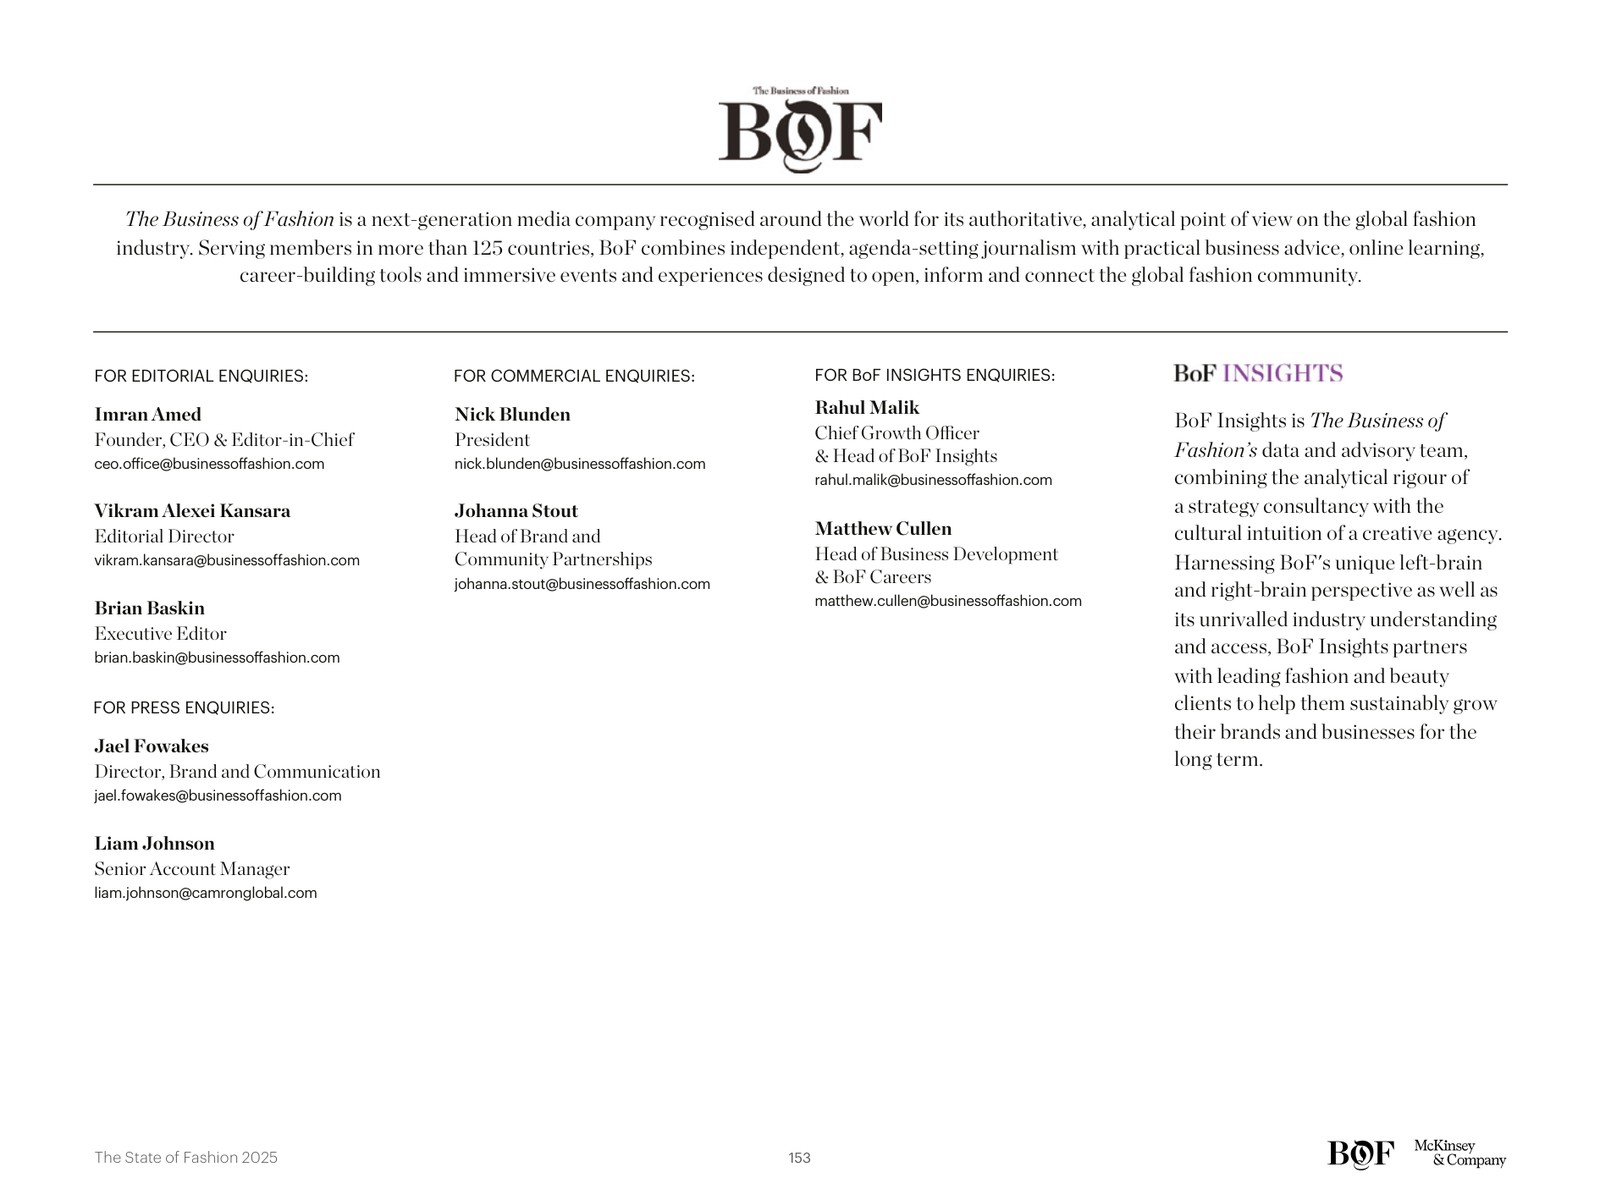 The Business of Fashion
BOF
The Business of Fashion is a next-generation media company recognised around the world for its authoritative, analytical point of view on the global fashion
industry. Serving members in more than 125 countries, BoF combines independent, agenda-setting journalism with practical business advice, online learning,
career-building tools and immersive events and experiences designed to open, inform and connect the global fashion community.
FOR EDITORIAL ENQUIRIES:
Imran Amed
Founder, CEO & Editor-in-Chief
ceo.office@businessoffashion.com
Vikram Alexei Kansara
Editorial Director
vikram.kansara@businessoffashion.com
Brian Baskin
Executive Editor
brian.baskin@businessoffashion.com
FOR PRESS ENQUIRIES:
Jael Fowakes
Director, Brand and Communication
jael.fowakes@businessoffashion.com
Liam Johnson
Senior Account Manager
liam.johnson@camronglobal.com
FOR COMMERCIAL ENQUIRIES:
Nick Blunden
President
nick.blunden@businessoffashion.com
Johanna Stout
Head of Brand and
Community Partnerships
johanna.stout@businessoffashion.com
FOR BoF INSIGHTS ENQUIRIES:
Rahul Malik
Chief Growth Officer
& Head of BoF Insights
rahul.malik@businessoffashion.com
Matthew Cullen
Head of Business Development
& BoF Careers
matthew.cullen@businessoffashion.com
BoF INSIGHTS
BoF Insights is The Business of
Fashion's data and advisory team,
combining the analytical rigour of
a strategy consultancy with the
cultural intuition of a creative agency.
Harnessing BoF's unique left-brain
and right-brain perspective as well as
its unrivalled industry understanding
and access, BoF Insights partners
with leading fashion and beauty
clients to help them sustainably grow
their brands and businesses for the
long term.
The State of Fashion 2025
153
BOF
McKinsey
& Company